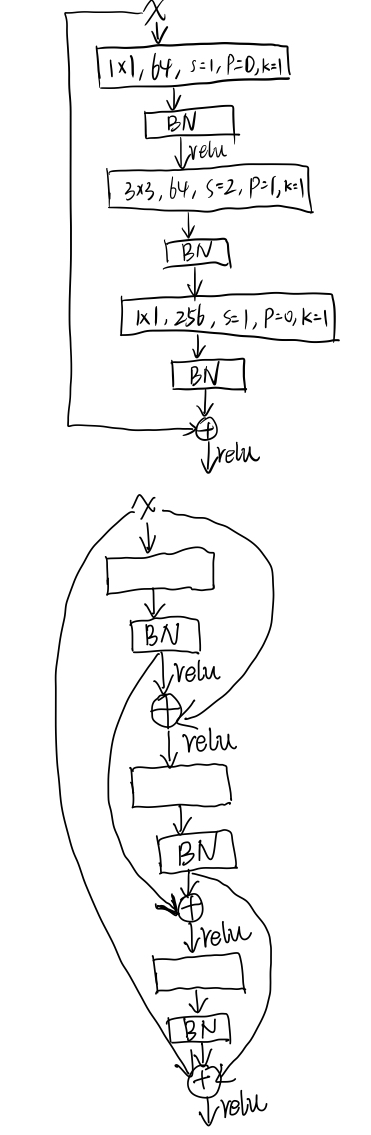 x
1x1, 64, s=1, P=0, k=1
BN
relu
3x3, 64, s=2, P=1, k=1
BN
1x1, 256, s=1, P=0, k=1
BN
+
relu
x
BN
relu
+
relu
BN
+
relu
BN
+
relu